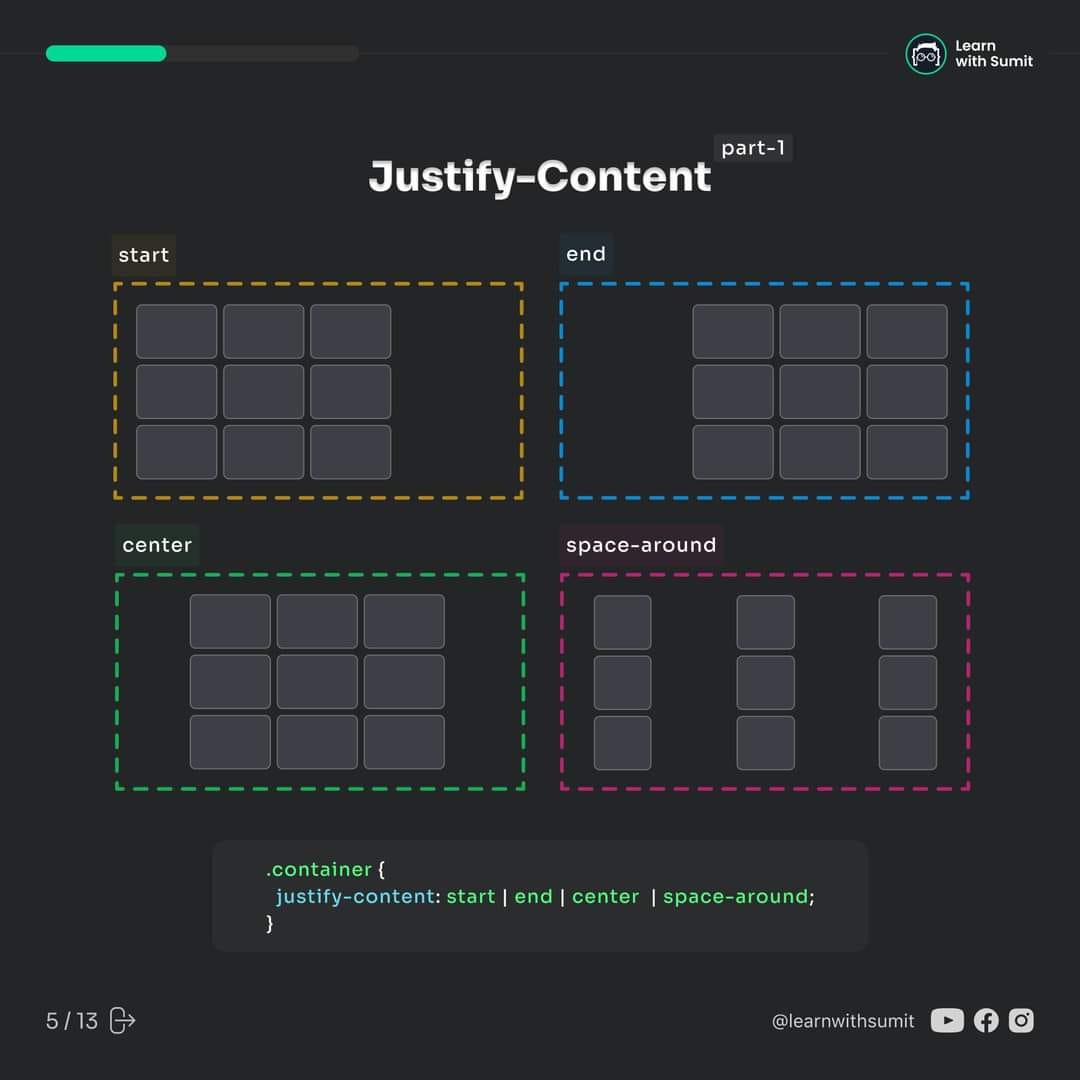 Learn
with Sumit
part-1
Justify-Content
start
end
center
space-around
.container {
justify-content: start | end | center | space-around;
}
5 / 13
@learnwithsumit